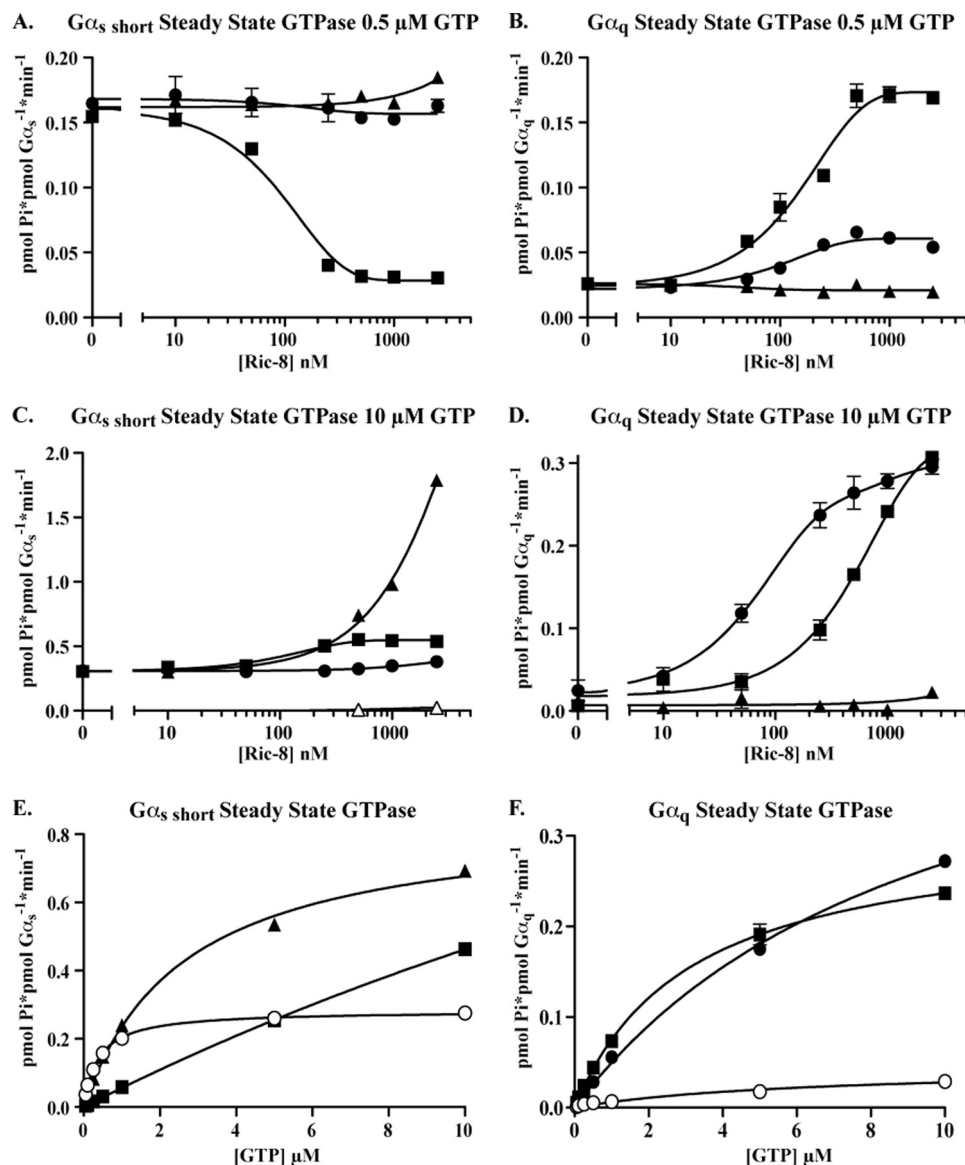 A. Gαs short Steady State GTPase 0.5 µM GTP
pmol Pi*pmol Gαs-1*min-1
0.20
0.15
0.10
0.05
0.00
0 10 100 1000
[Ric-8] nM
B. Gαq Steady State GTPase 0.5 µM GTP
pmol Pi*pmol Gαq-1*min-1
0.20
0.15
0.10
0.05
0.00
0 10 100 1000
[Ric-8] nM
C. Gαs short Steady State GTPase 10 µM GTP
pmol Pi*pmol Gαs-1*min-1
2.0
1.5
1.0
0.5
0.0
0 10 100 1000
[Ric-8] nM
D. Gαq Steady State GTPase 10 µM GTP
pmol Pi*pmol Gαq-1*min-1
0.3
0.2
0.1
0.0
0 10 100 1000
[Ric-8] nM
E. Gαs short Steady State GTPase
pmol Pi*pmol Gαs-1*min-1
0.8
0.6
0.4
0.2
0.0
0 2 4 6 8 10
[GTP] µM
F. Gαq Steady State GTPase
pmol Pi*pmol Gαq-1*min-1
0.3
0.2
0.1
0.0
0 2 4 6 8 10
[GTP] µM